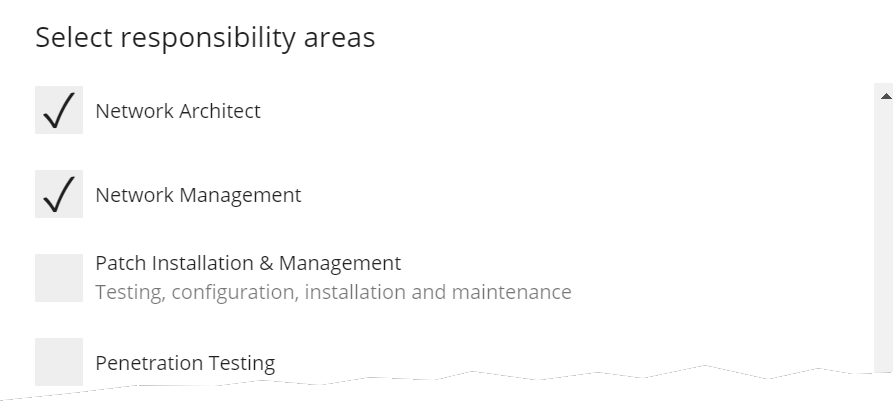 Select responsibility areas
Network Architect
Network Management
Patch Installation & Management
Testing, configuration, installation and maintenance
Penetration Testing